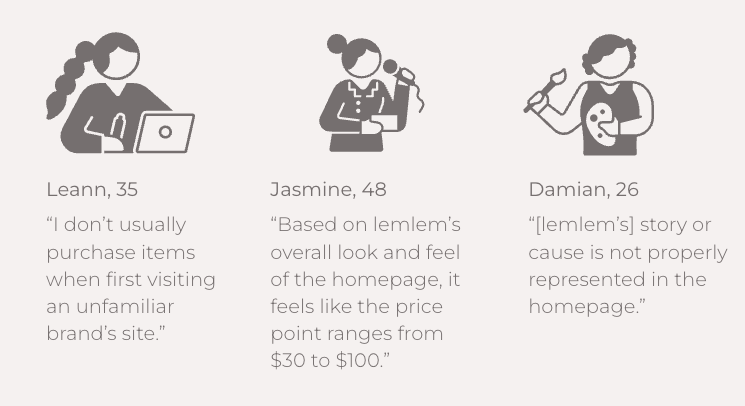 Leann, 35
“I don’t usually
purchase items
when first visiting
an unfamiliar
brand’s site.”
Jasmine, 48
“Based on lemlem’s
overall look and feel
of the homepage, it
feels like the price
point ranges from
$30 to $100.”
Damian, 26
“[lemlem’s] story or
cause is not properly
represented in the
homepage.”